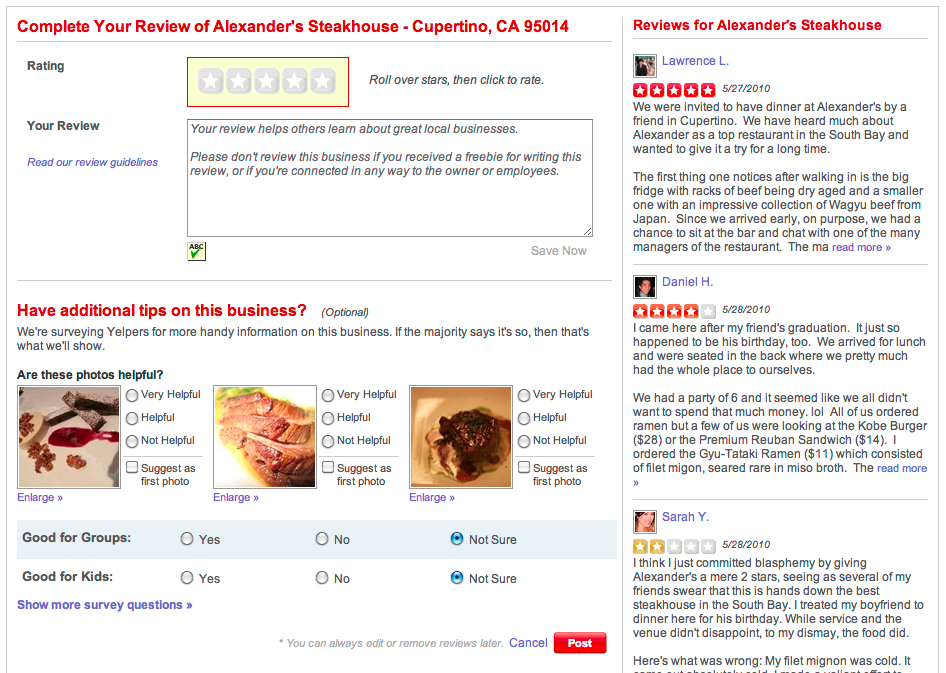 Complete Your Review of Alexander's Steakhouse - Cupertino, CA 95014
Rating
Roll over stars, then click to rate.
Your Review
Read our review guidelines
Your review helps others learn about great local businesses.
Please don't review this business if you received a freebie for writing this
review, or if you're connected in any way to the owner or employees.
ABC
Save Now
Have additional tips on this business? (Optional)
We're surveying Yelpers for more handy information on this business. If the majority says it's so, then that's
what we'll show.
Are these photos helpful?
Very Helpful
Helpful
Not Helpful
Suggest as
first photo
Enlarge »
Very Helpful
Helpful
Not Helpful
Suggest as
first photo
Enlarge »
Very Helpful
Helpful
Not Helpful
Suggest as
first photo
Enlarge »
Good for Groups: Yes No Not Sure
Good for Kids: Yes No Not Sure
Show more survey questions »
* You can always edit or remove reviews later. Cancel Post
Reviews for Alexander's Steakhouse
Lawrence L.
5/27/2010
We were invited to have dinner at Alexander's by a
friend in Cupertino. We have heard much about
Alexander as a top restaurant in the South Bay and
wanted to give it a try for a long time.
The first thing one notices after walking in is the big
fridge with racks of beef being dry aged and a smaller
one with an impressive collection of Wagyu beef from
Japan. Since we arrived early, on purpose, we had a
chance to sit at the bar and chat with one of the many
managers of the restaurant. The ma read more »
Daniel H.
5/28/2010
I came here after my friend's graduation. It just so
happened to be his birthday, too. We arrived for lunch
and were seated in the back where we pretty much
had the whole place to ourselves.
We had a party of 6 and it seemed like we all didn't
want to spend that much money. lol All of us ordered
ramen but a few of us were looking at the Kobe Burger
($28) or the Premium Reuban Sandwich ($14). I
ordered the Gyu-Tataki Ramen ($11) which consisted
of filet migon, seared rare in miso broth. The read more
»
Sarah Y.
5/28/2010
I think I just committed blasphemy by giving
Alexander's a mere 2 stars, seeing as several of my
friends swear that this is hands down the best
steakhouse in the South Bay. I treated my boyfriend to
dinner here for his birthday. While service and the
venue didn't disappoint, to my dismay, the food did.
Here's what was wrong: My filet mignon was cold. It